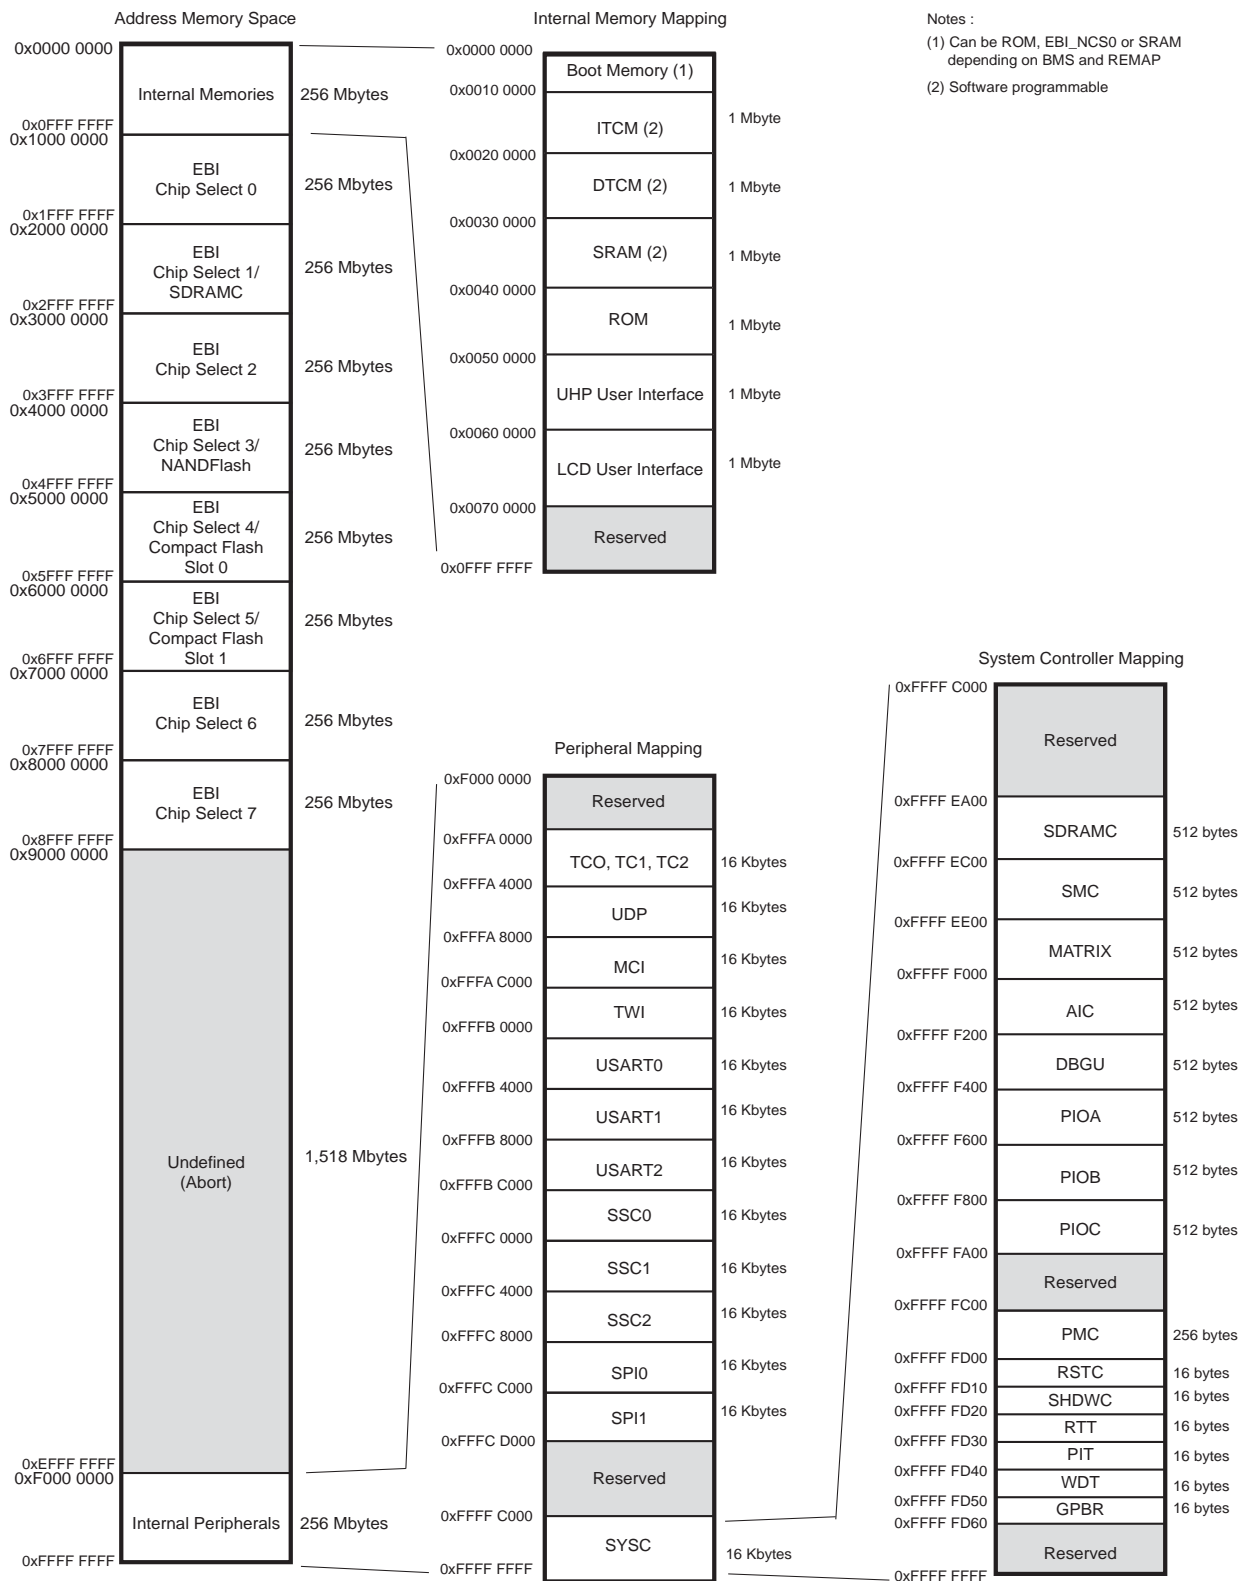 Address Memory Space
0x0000 0000
Internal Memories
256 Mbytes
0x0FFF FFFF
0x1000 0000
EBI
Chip Select 0
256 Mbytes
0x1FFF FFFF
0x2000 0000
EBI
Chip Select 1/
SDRAMC
256 Mbytes
0x2FFF FFFF
0x3000 0000
EBI
Chip Select 2
256 Mbytes
0x3FFF FFFF
0x4000 0000
EBI
Chip Select 3/
NANDFlash
256 Mbytes
0x4FFF FFFF
0x5000 0000
EBI
Chip Select 4/
Compact Flash
Slot 0
256 Mbytes
0x5FFF FFFF
0x6000 0000
EBI
Chip Select 5/
Compact Flash
Slot 1
256 Mbytes
0x6FFF FFFF
0x7000 0000
EBI
Chip Select 6
256 Mbytes
0x7FFF FFFF
0x8000 0000
EBI
Chip Select 7
256 Mbytes
0x8FFF FFFF
0x9000 0000
Undefined
(Abort)
1,518 Mbytes
0xEFFF FFFF
0xF000 0000
Internal Peripherals
256 Mbytes
0xFFFF FFFF
Internal Memory Mapping
0x0000 0000
Boot Memory (1)
0x0010 0000
ITCM (2)
1 Mbyte
0x0020 0000
DTCM (2)
1 Mbyte
0x0030 0000
SRAM (2)
1 Mbyte
0x0040 0000
ROM
1 Mbyte
0x0050 0000
UHP User Interface
1 Mbyte
0x0060 0000
LCD User Interface
1 Mbyte
0x0070 0000
Reserved
0x0FFF FFFF
Notes :
(1) Can be ROM, EBI_NCS0 or SRAM
depending on BMS and REMAP
(2) Software programmable
Peripheral Mapping
0xF000 0000
Reserved
0xFFFA 0000
TCO, TC1, TC2
16 Kbytes
0xFFFA 4000
UDP
16 Kbytes
0xFFFA 8000
MCI
16 Kbytes
0xFFFA C000
TWI
16 Kbytes
0xFFFB 0000
USART0
16 Kbytes
0xFFFB 4000
USART1
16 Kbytes
0xFFFB 8000
USART2
16 Kbytes
0xFFFB C000
SSC0
16 Kbytes
0xFFFC 0000
SSC1
16 Kbytes
0xFFFC 4000
SSC2
16 Kbytes
0xFFFC 8000
SPI0
16 Kbytes
0xFFFC C000
SPI1
16 Kbytes
0xFFFC D000
Reserved
0xFFFF C000
SYSC
16 Kbytes
0xFFFF FFFF
System Controller Mapping
0xFFFF C000
Reserved
0xFFFF EA00
SDRAMC
512 bytes
0xFFFF EC00
SMC
512 bytes
0xFFFF EE00
MATRIX
512 bytes
0xFFFF F000
AIC
512 bytes
0xFFFF F200
DBGU
512 bytes
0xFFFF F400
PIOA
512 bytes
0xFFFF F600
PIOB
512 bytes
0xFFFF F800
PIOC
512 bytes
0xFFFF FA00
Reserved
0xFFFF FC00
PMC
256 bytes
0xFFFF FD00
RSTC
16 bytes
0xFFFF FD10
SHDWC
16 bytes
0xFFFF FD20
RTT
16 bytes
0xFFFF FD30
PIT
16 bytes
0xFFFF FD40
WDT
16 bytes
0xFFFF FD50
GPBR
16 bytes
0xFFFF FD60
Reserved
0xFFFF FFFF